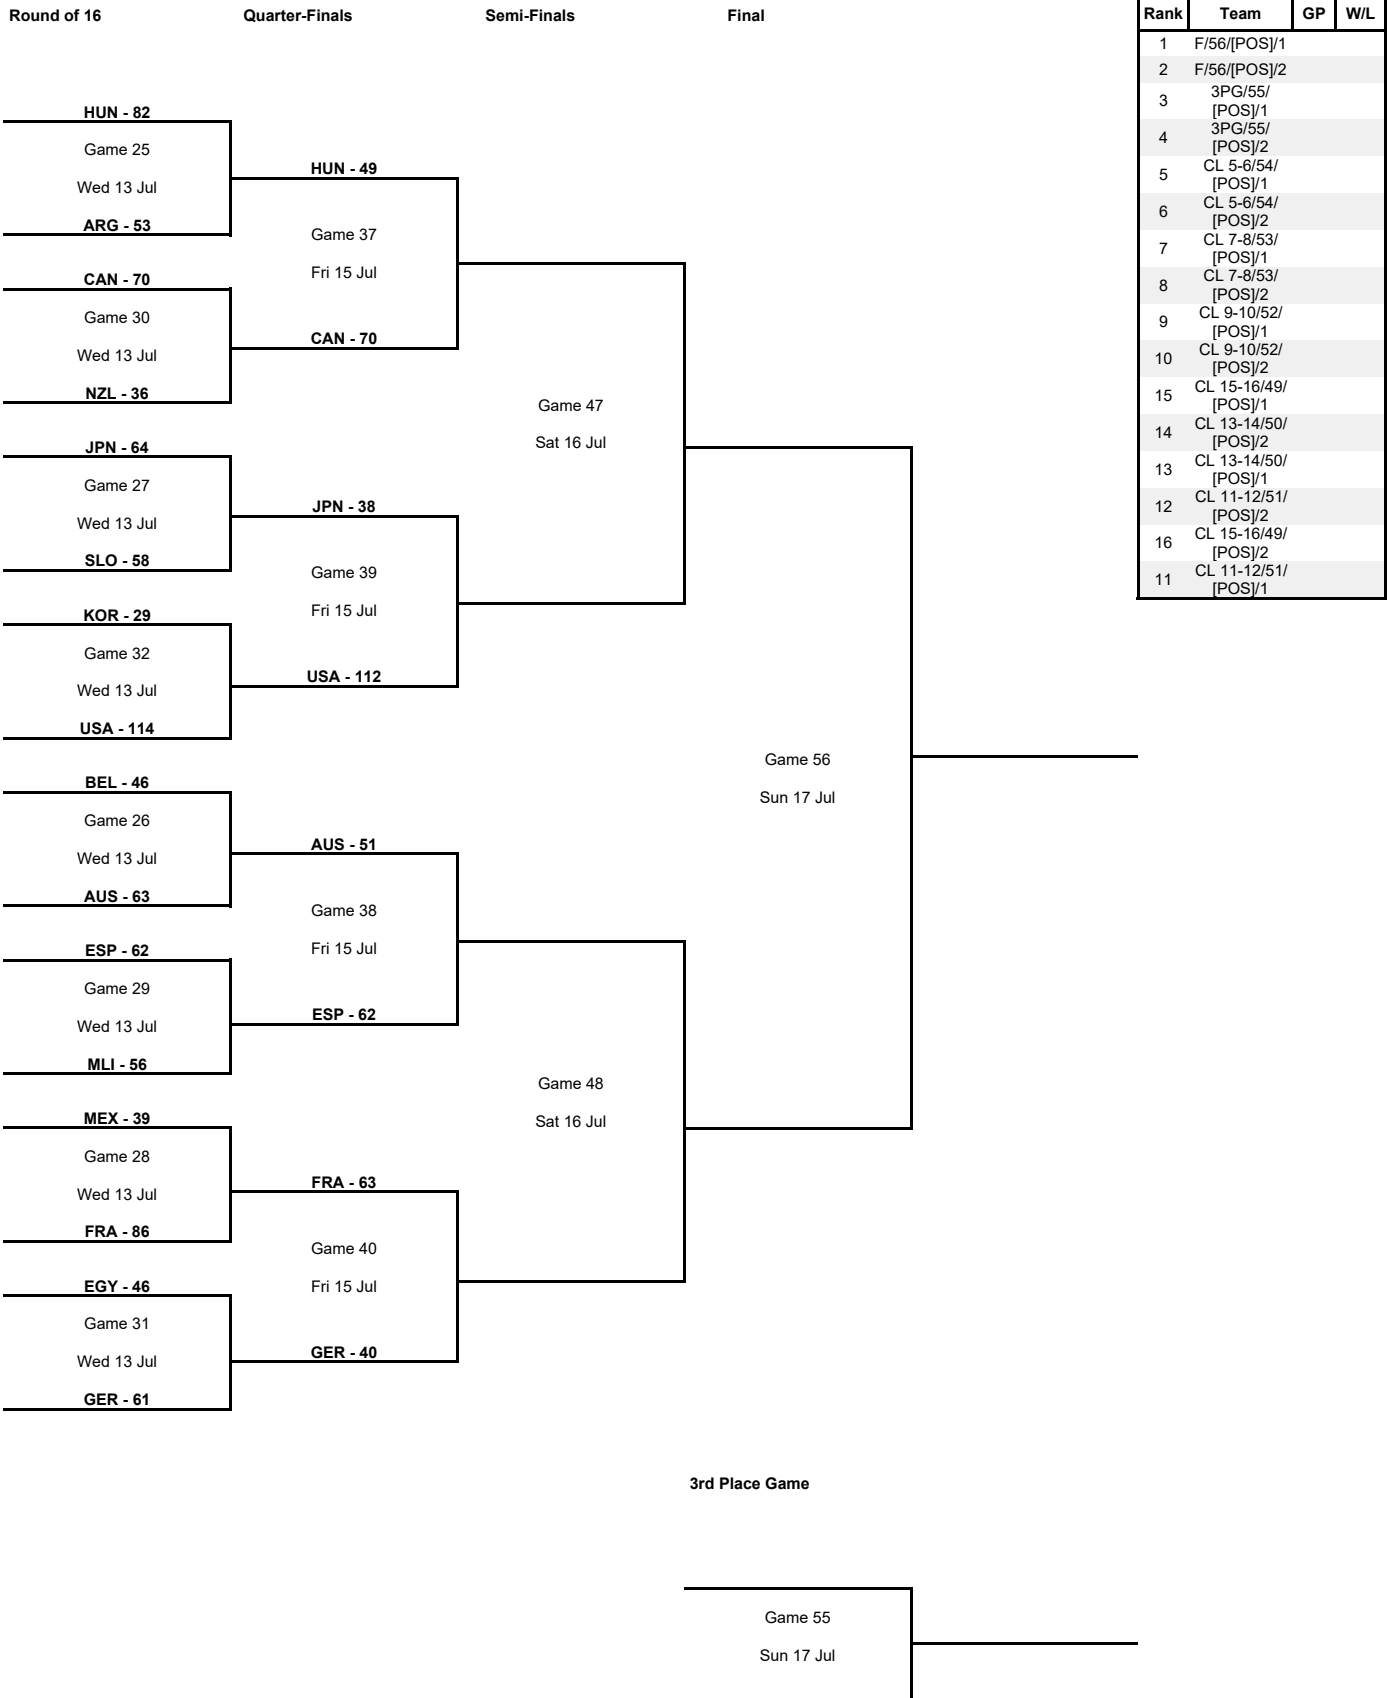 Round of 16
Quarter-Finals
Semi-Finals
Final
HUN - 82
Game 25
Wed 13 Jul
ARG - 53
CAN - 70
Game 30
Wed 13 Jul
NZL - 36
JPN - 64
Game 27
Wed 13 Jul
SLO - 58
KOR - 29
Game 32
Wed 13 Jul
USA - 114
BEL - 46
Game 26
Wed 13 Jul
AUS - 63
ESP - 62
Game 29
Wed 13 Jul
MLI - 56
MEX - 39
Game 28
Wed 13 Jul
FRA - 86
EGY - 46
Game 31
Wed 13 Jul
GER - 61
HUN - 49
Game 37
Fri 15 Jul
CAN - 70
JPN - 38
Game 39
Fri 15 Jul
USA - 112
AUS - 51
Game 38
Fri 15 Jul
ESP - 62
FRA - 63
Game 40
Fri 15 Jul
GER - 40
Game 47
Sat 16 Jul
Game 48
Sat 16 Jul
Game 56
Sun 17 Jul
3rd Place Game
Game 55
Sun 17 Jul
Rank Team GP W/L
1 F/56/[POS]/1
2 F/56/[POS]/2
3 3PG/55/
[POS]/1
4 3PG/55/
[POS]/2
5 CL 5-6/54/
[POS]/1
6 CL 5-6/54/
[POS]/2
7 CL 7-8/53/
[POS]/1
8 CL 7-8/53/
[POS]/2
9 CL 9-10/52/
[POS]/1
10 CL 9-10/52/
[POS]/2
15 CL 15-16/49/
[POS]/1
14 CL 13-14/50/
[POS]/2
13 CL 13-14/50/
[POS]/1
12 CL 11-12/51/
[POS]/2
16 CL 15-16/49/
[POS]/2
11 CL 11-12/51/
[POS]/1